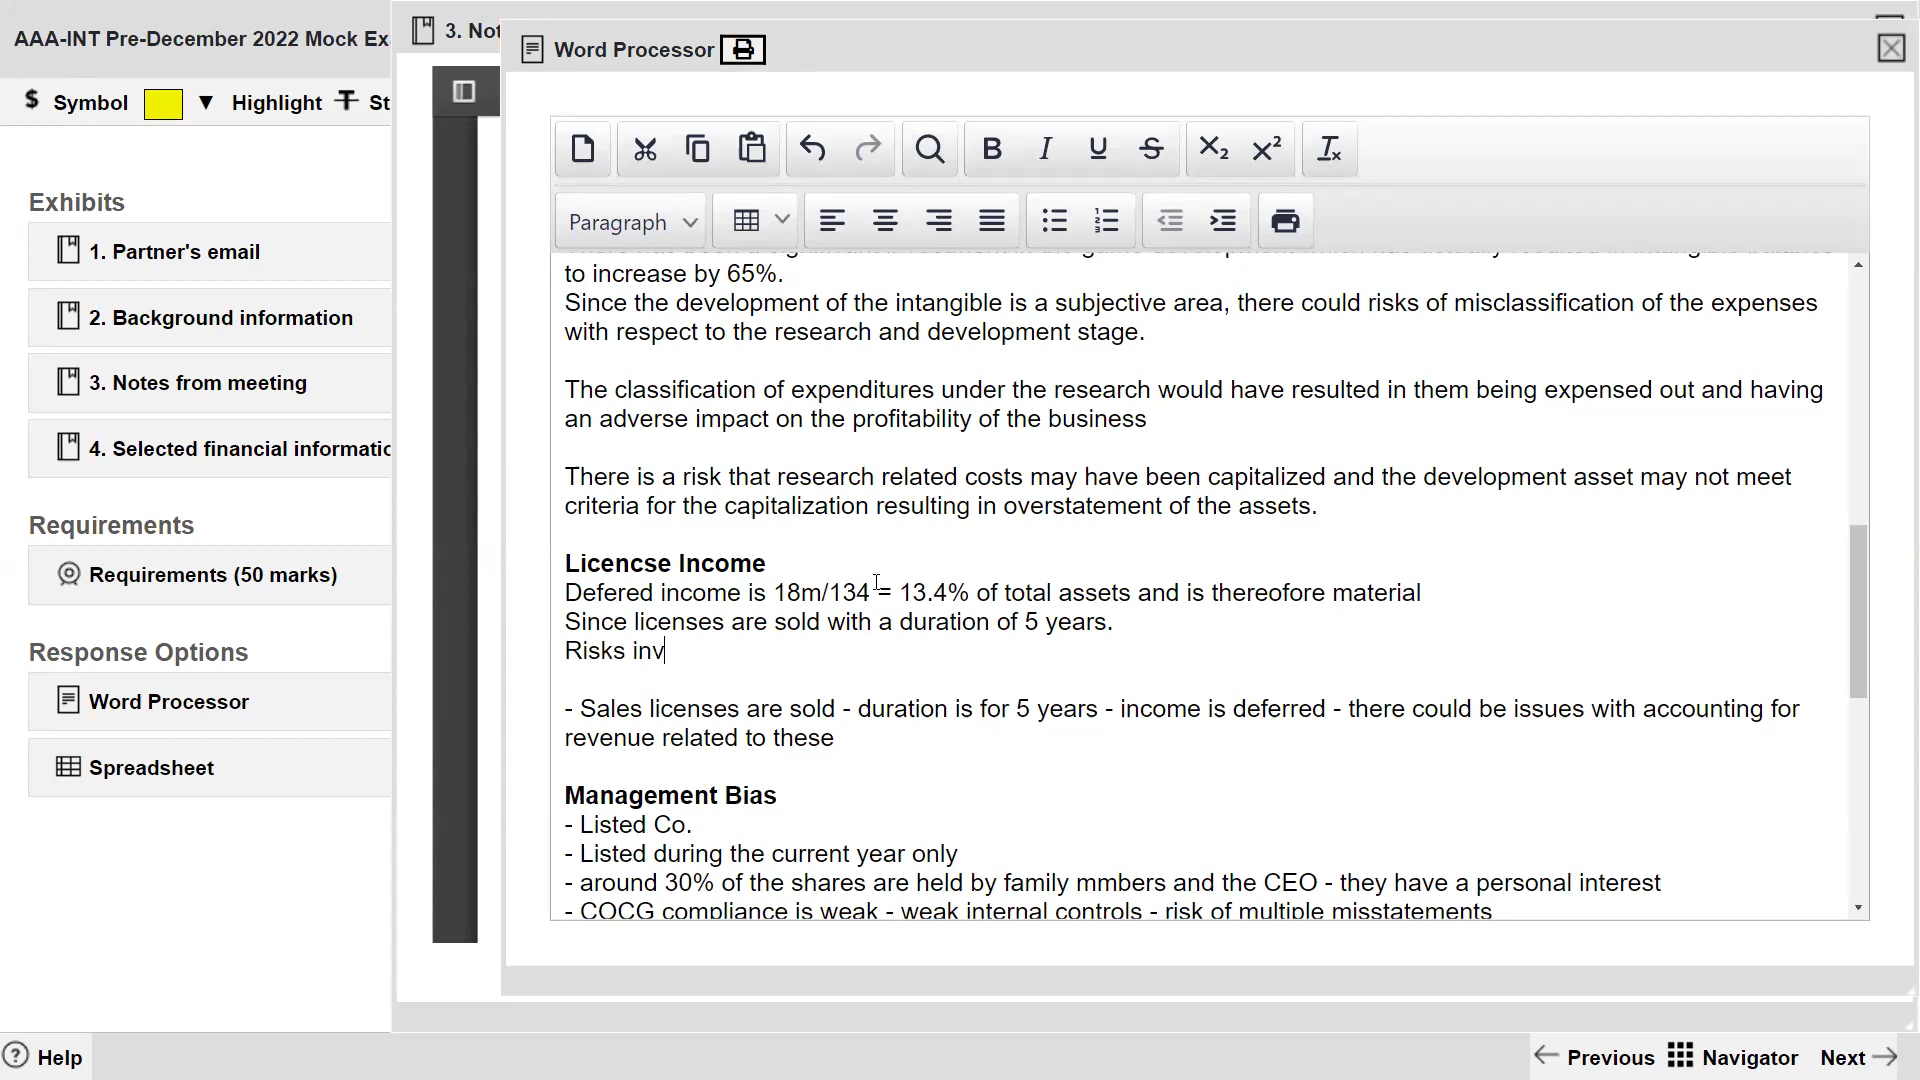 AAA-INT Pre-December 2022 Mock Ex
3. Not
Word Processor
$ Symbol ▼ Highlight T St
B I U S X₂ X² Tx
Paragraph
Exhibits
1. Partner's email
2. Background information
3. Notes from meeting
4. Selected financial informatic
Requirements
Requirements (50 marks)
Response Options
Word Processor
Spreadsheet
to increase by 65%.
Since the development of the intangible is a subjective area, there could risks of misclassification of the expenses
with respect to the research and development stage.
The classification of expenditures under the research would have resulted in them being expensed out and having
an adverse impact on the profitability of the business
There is a risk that research related costs may have been capitalized and the development asset may not meet
criteria for the capitalization resulting in overstatement of the assets.
Licencse Income
Defered income is 18m/134 = 13.4% of total assets and is thereofore material
Since licenses are sold with a duration of 5 years.
Risks inv
- Sales licenses are sold - duration is for 5 years - income is deferred - there could be issues with accounting for
revenue related to these
Management Bias
- Listed Co.
- Listed during the current year only
- around 30% of the shares are held by family mmbers and the CEO - they have a personal interest
- COCG compliance is weak - weak internal controls - risk of multiple misstatements
? Help
Previous Navigator Next